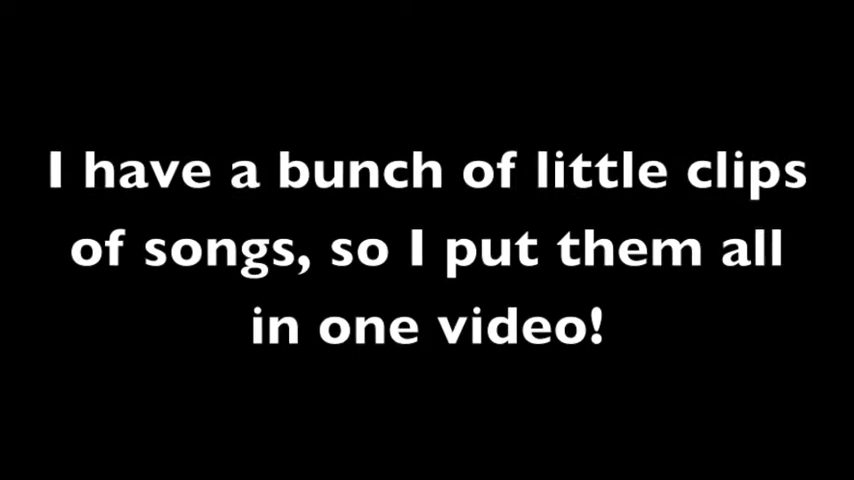 I have a bunch of little clips
of songs, so I put them all
in one video!